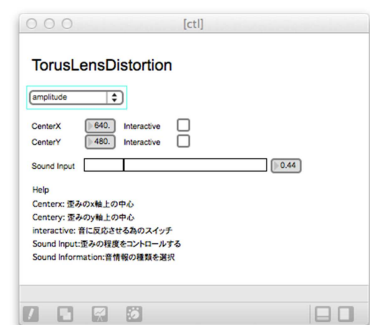 [ctl]
TorusLensDistortion
amplitude
CenterX 640. Interactive
CenterY 480. Interactive
Sound Input 0.44
Help
Centerx: 歪みのx軸上の中心
Centery: 歪みのy軸上の中心
interactive: 音に反応させる為のスイッチ
Sound Input:歪みの程度をコントロールする
Sound Information:音情報の種類を選択